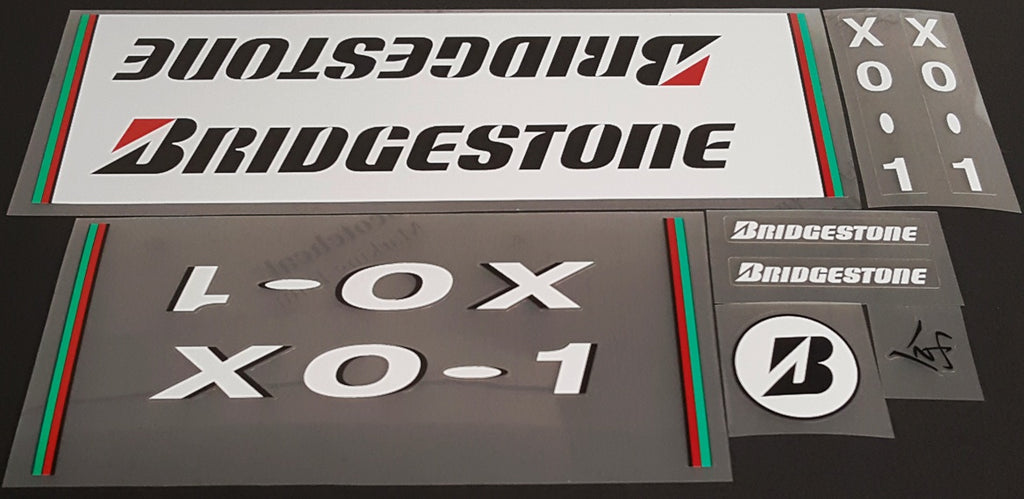 BRIDGESTONE
BRIDGESTONE
X X
O O
- -
1 1
XO-1
XO-1
BRIDGESTONE
BRIDGESTONE
B